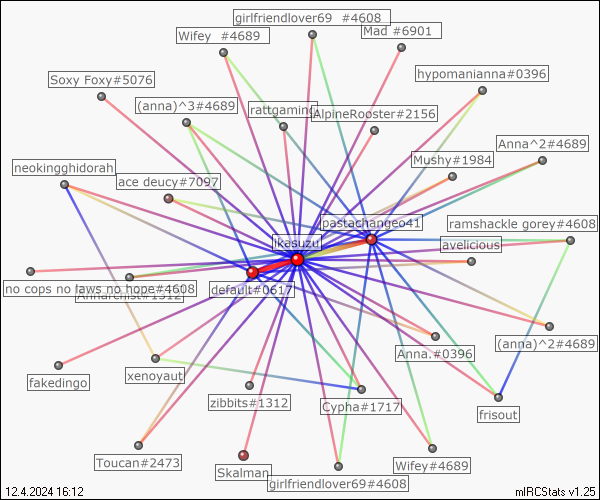 girlfriendlover69 #4608
Wifey #4689
Mad #6901
hypomanianna#0396
Soxy Foxy#5076
(anna)^3#4689
rattgaming
AlpineRooster#2156
Anna^2#4689
Mushy#1984
neokingghidorah
ace deucy#7097
pastachangeo41
ramshackle gorey#4608
jikasuzu
avelicious
no cops no laws no hope#4608
Annarchist#1312
default#0617
(anna)^2#4689
Anna.#0396
fakedingo
xenoyaut
zibbits#1312
Cypha#1717
frisout
Toucan#2473
Skalman
girlfriendlover69#4608
Wifey#4689
12.4.2024 16:12
mIRCStats v1.25